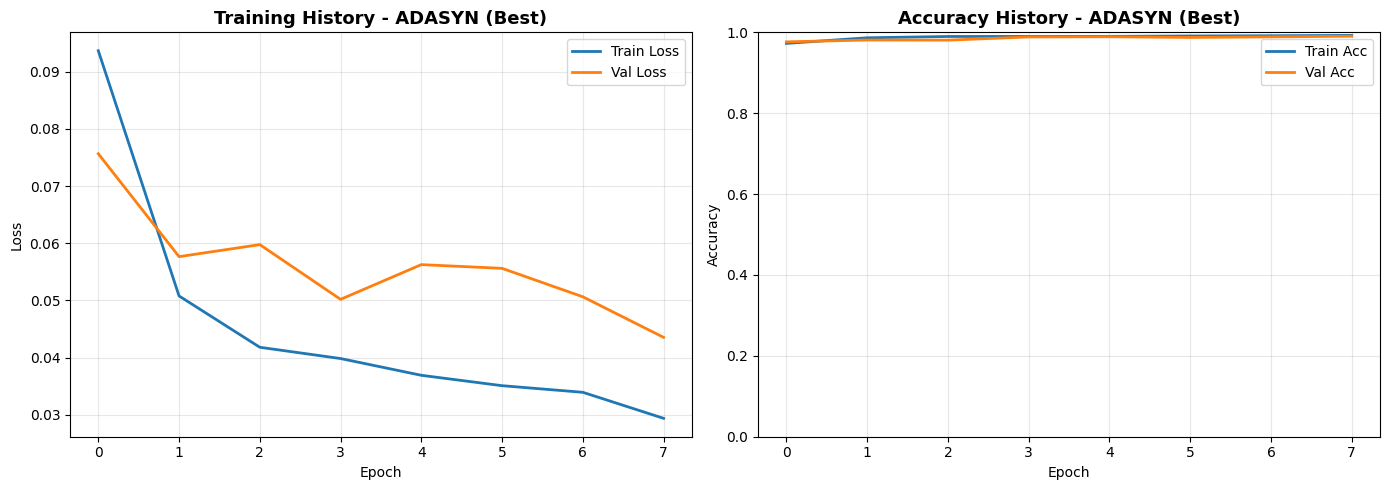 Training History - ADASYN (Best)
Train Loss
Val Loss
Loss
0.09
0.08
0.07
0.06
0.05
0.04
0.03
0 1 2 3 4 5 6 7
Epoch
Accuracy History - ADASYN (Best)
Train Acc
Val Acc
Accuracy
1.0
0.8
0.6
0.4
0.2
0.0
0 1 2 3 4 5 6 7
Epoch